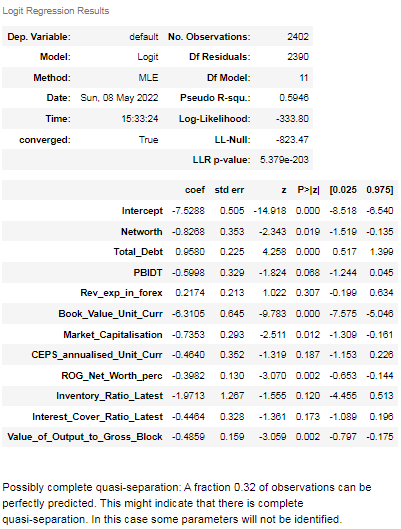 Logit Regression Results
Dep. Variable: default No. Observations: 2402
Model: Logit Df Residuals: 2390
Method: MLE Df Model: 11
Date: Sun, 08 May 2022 Pseudo R-squ.: 0.5946
Time: 15:33:24 Log-Likelihood: -333.80
converged: True LL-Null: -823.47
LLR p-value: 5.379e-203
coef std err z P>|z| [0.025 0.975]
Intercept -7.5288 0.505 -14.918 0.000 -8.518 -6.540
Networth -0.8268 0.353 -2.343 0.019 -1.519 -0.135
Total_Debt 0.9580 0.225 4.258 0.000 0.517 1.399
PBIDT -0.5998 0.329 -1.824 0.068 -1.244 0.045
Rev_exp_in_forex 0.2174 0.213 1.022 0.307 -0.199 0.634
Book_Value_Unit_Curr -6.3105 0.645 -9.783 0.000 -7.575 -5.046
Market_Capitalisation -0.7353 0.293 -2.511 0.012 -1.309 -0.161
CEPS_annualised_Unit_Curr -0.4640 0.352 -1.319 0.187 -1.153 0.226
ROG_Net_Worth_perc -0.3982 0.130 -3.070 0.002 -0.653 -0.144
Inventory_Ratio_Latest -1.9713 1.267 -1.555 0.120 -4.455 0.513
Interest_Cover_Ratio_Latest -0.4464 0.328 -1.361 0.173 -1.089 0.196
Value_of_Output_to_Gross_Block -0.4859 0.159 -3.059 0.002 -0.797 -0.175
Possibly complete quasi-separation: A fraction 0.32 of observations can be
perfectly predicted. This might indicate that there is complete
quasi-separation. In this case some parameters will not be identified.